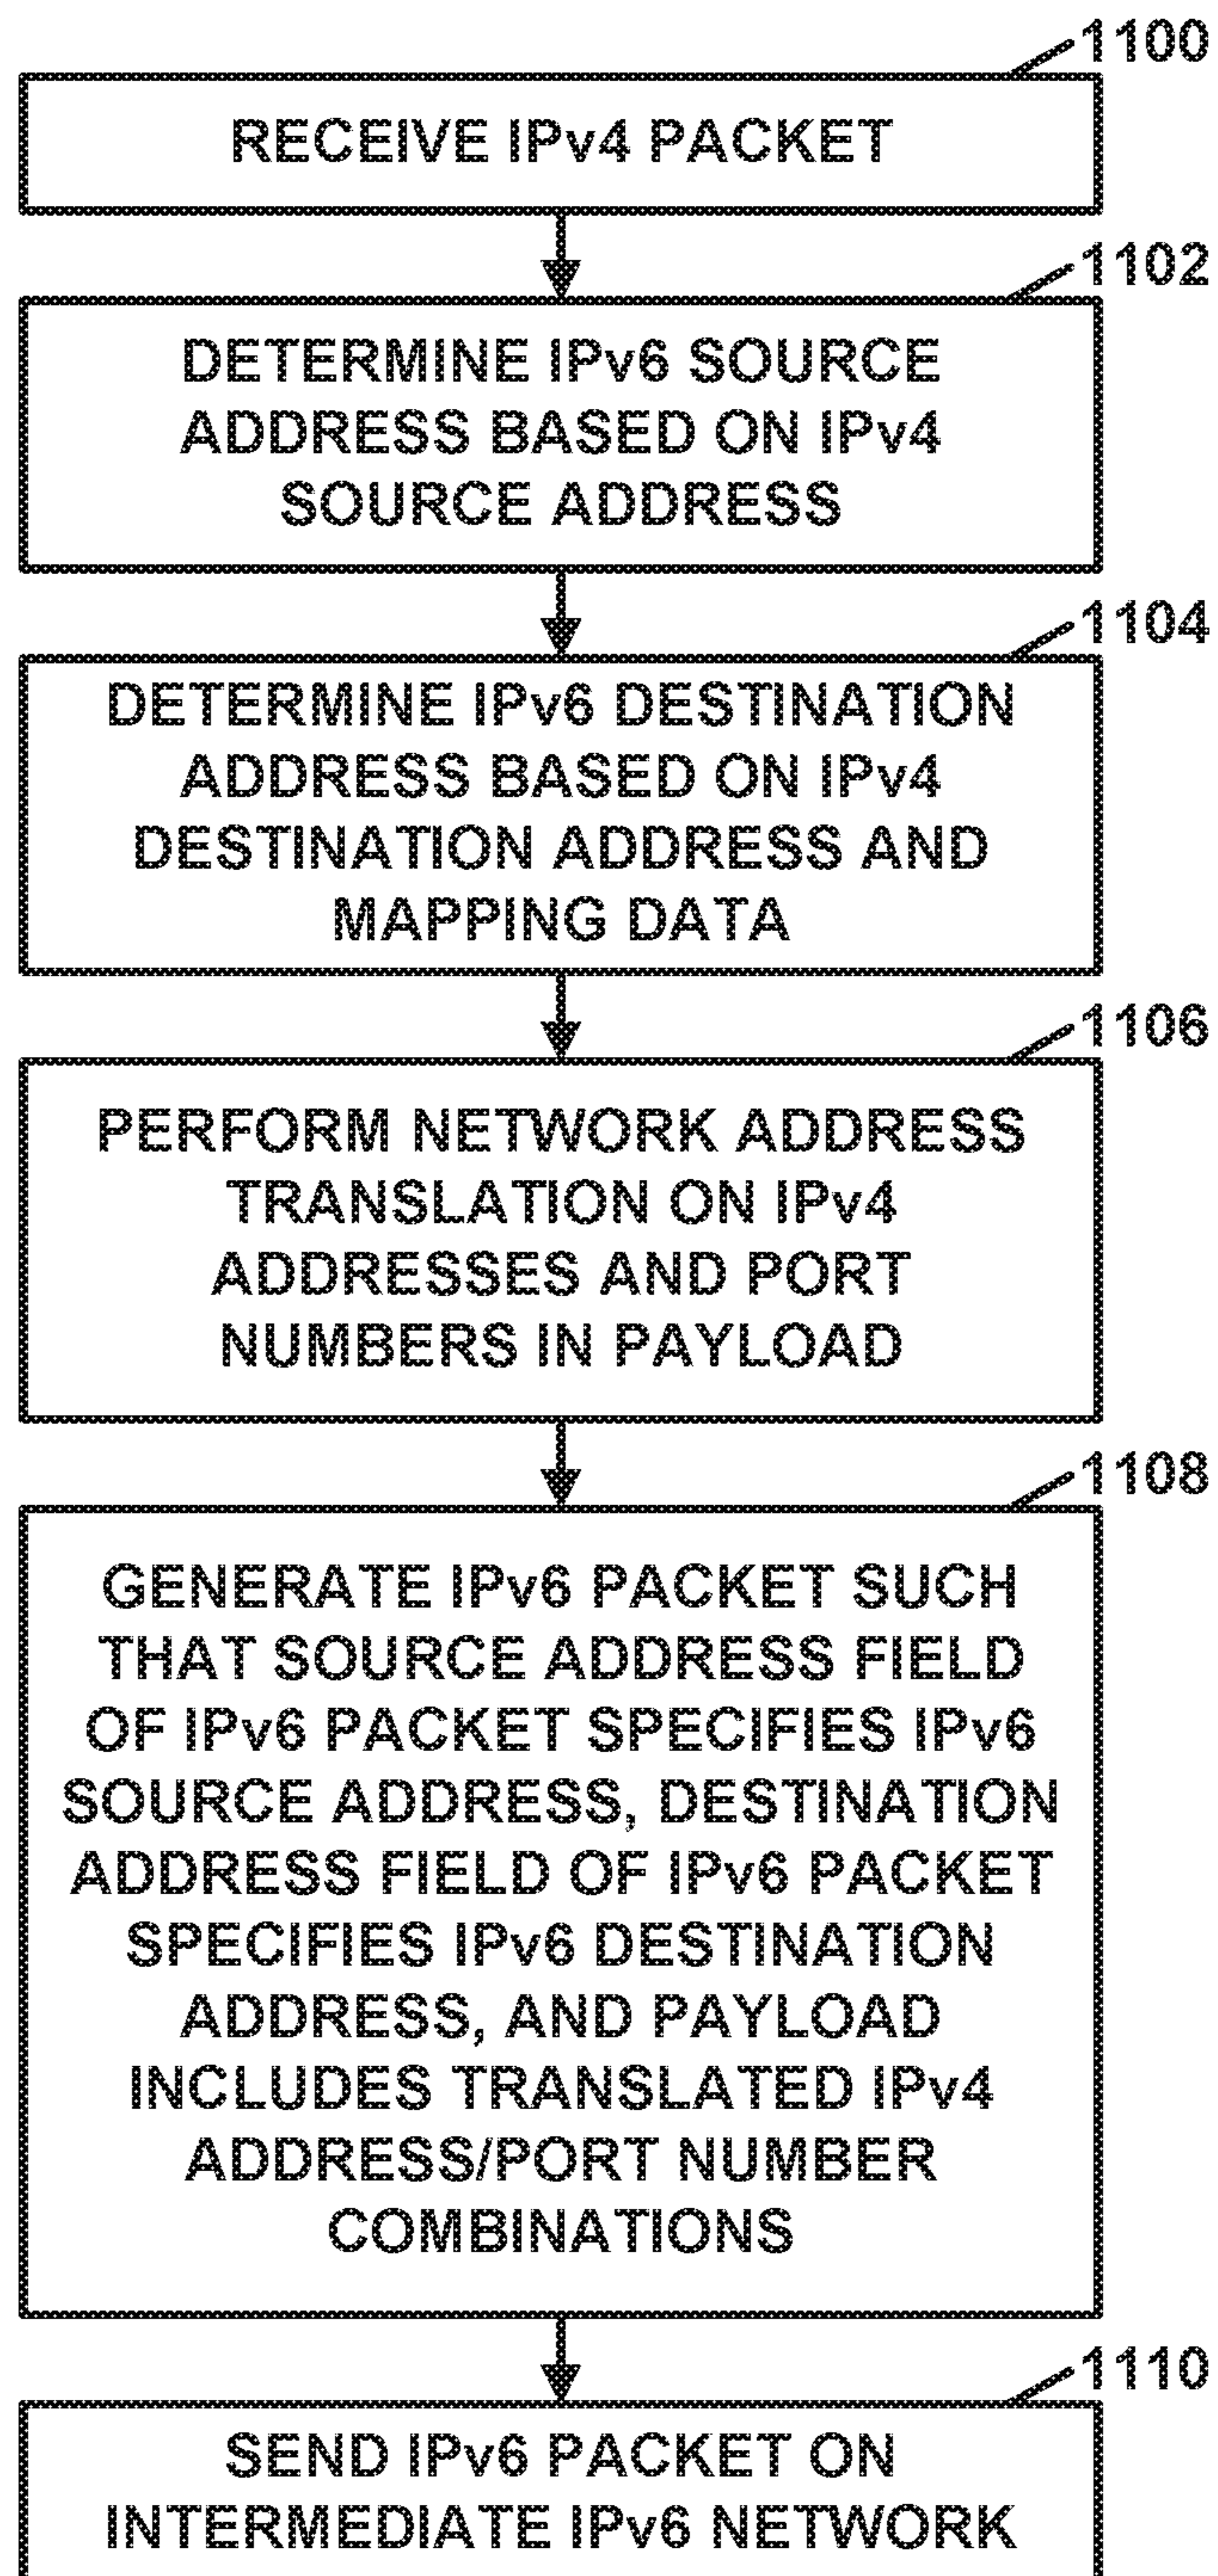 1100
RECEIVE IPv4 PACKET
1102
DETERMINE IPv6 SOURCE
ADDRESS BASED ON IPv4
SOURCE ADDRESS
1104
DETERMINE IPv6 DESTINATION
ADDRESS BASED ON IPv4
DESTINATION ADDRESS AND
MAPPING DATA
1106
PERFORM NETWORK ADDRESS
TRANSLATION ON IPv4
ADDRESSES AND PORT
NUMBERS IN PAYLOAD
1108
GENERATE IPv6 PACKET SUCH
THAT SOURCE ADDRESS FIELD
OF IPv6 PACKET SPECIFIES IPv6
SOURCE ADDRESS, DESTINATION
ADDRESS FIELD OF IPv6 PACKET
SPECIFIES IPv6 DESTINATION
ADDRESS, AND PAYLOAD
INCLUDES TRANSLATED IPv4
ADDRESS/PORT NUMBER
COMBINATIONS
1110
SEND IPv6 PACKET ON
INTERMEDIATE IPv6 NETWORK